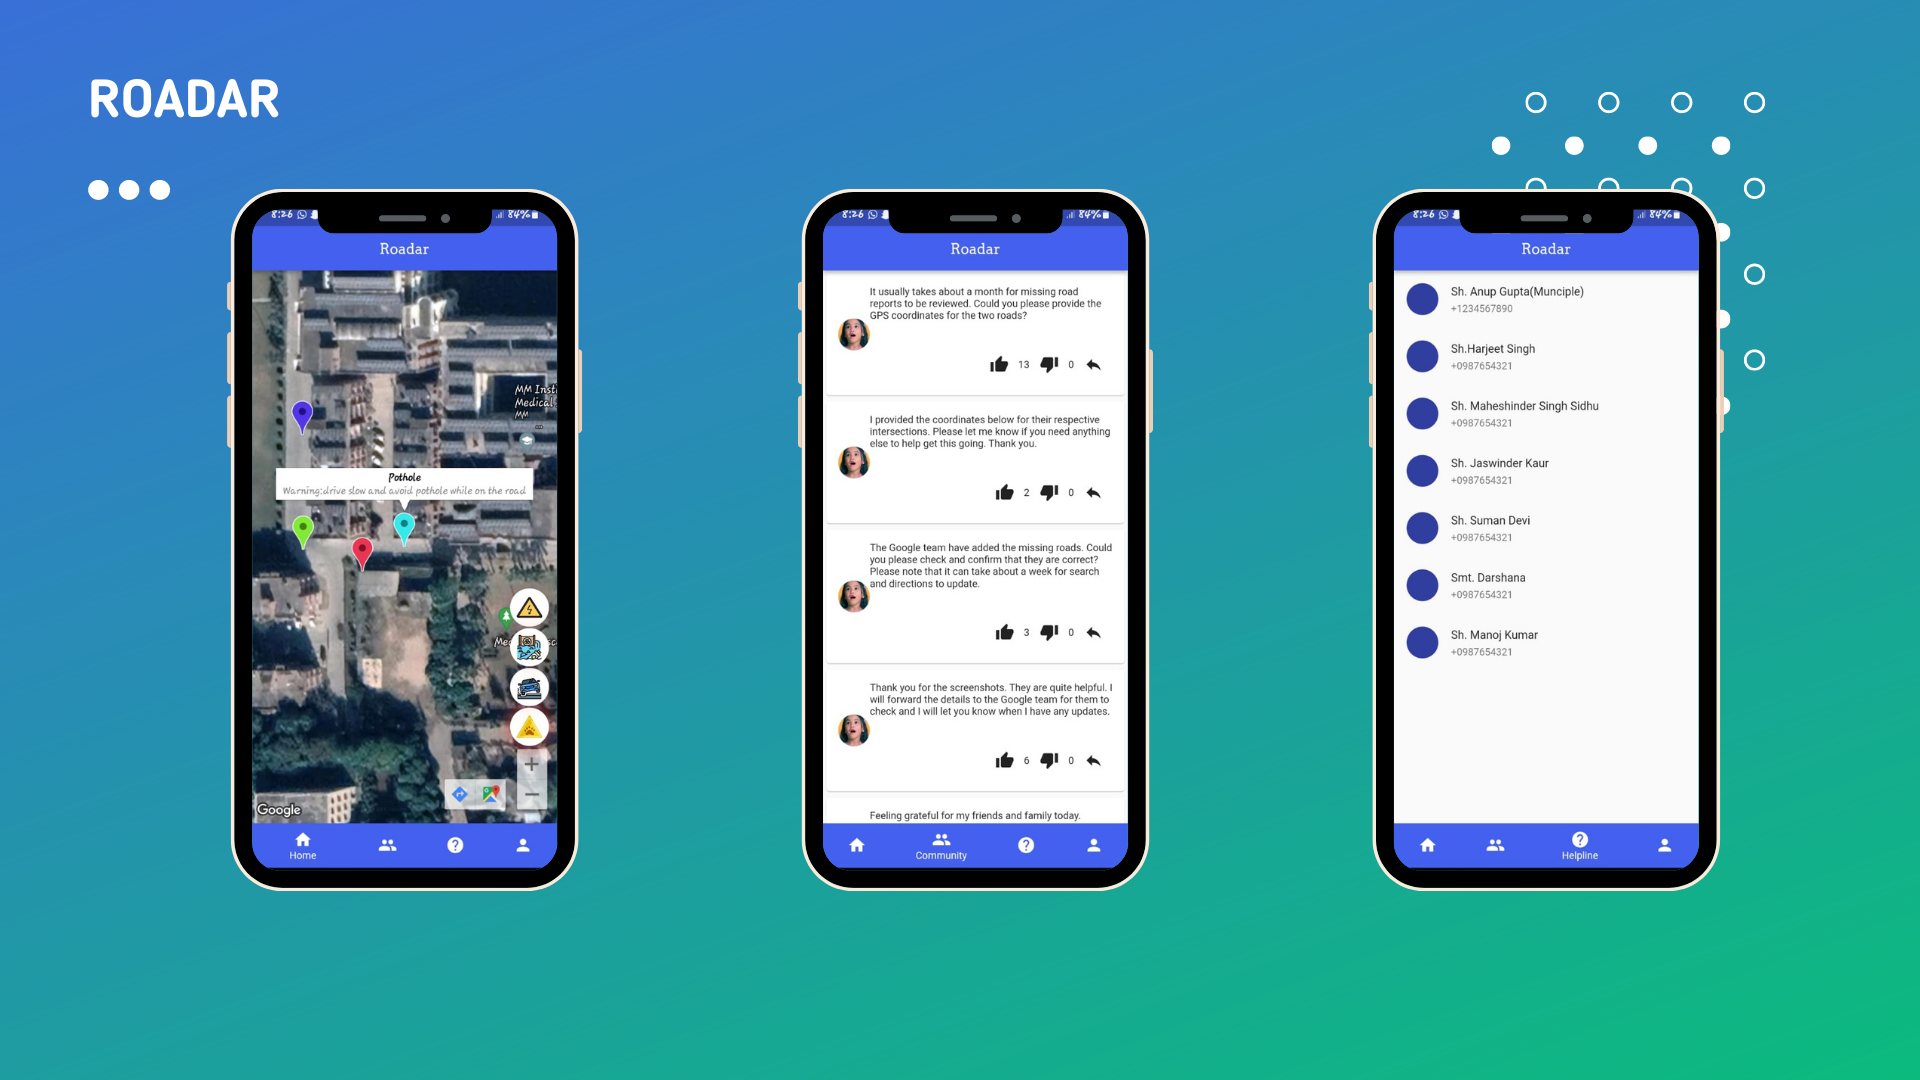 ROADAR
8:26
84%
Roadar
MM Inst
Medical
MM
Pothole
Warning:drive slow and avoid pothole while on the road
Google
Home
8:26
84%
Roadar
It usually takes about a month for missing road
reports to be reviewed. Could you please provide the
GPS coordinates for the two roads?
13
0
I provided the coordinates below for their respective
intersections. Please let me know if you need anything
else to help get this going. Thank you.
2
0
The Google team have added the missing roads. Could
you please check and confirm that they are correct?
Please note that it can take about a week for search
and directions to update.
3
0
Thank you for the screenshots. They are quite helpful. I
will forward the details to the Google team for them to
check and I will let you know when I have any updates.
6
0
Feeling grateful for my friends and family today.
Community
8:26
84%
Roadar
Sh. Anup Gupta(Munciple)
+1234567890
Sh.Harjeet Singh
+0987654321
Sh. Maheshinder Singh Sidhu
+0987654321
Sh. Jaswinder Kaur
+0987654321
Sh. Suman Devi
+0987654321
Smt. Darshana
+0987654321
Sh. Manoj Kumar
+0987654321
Helpline